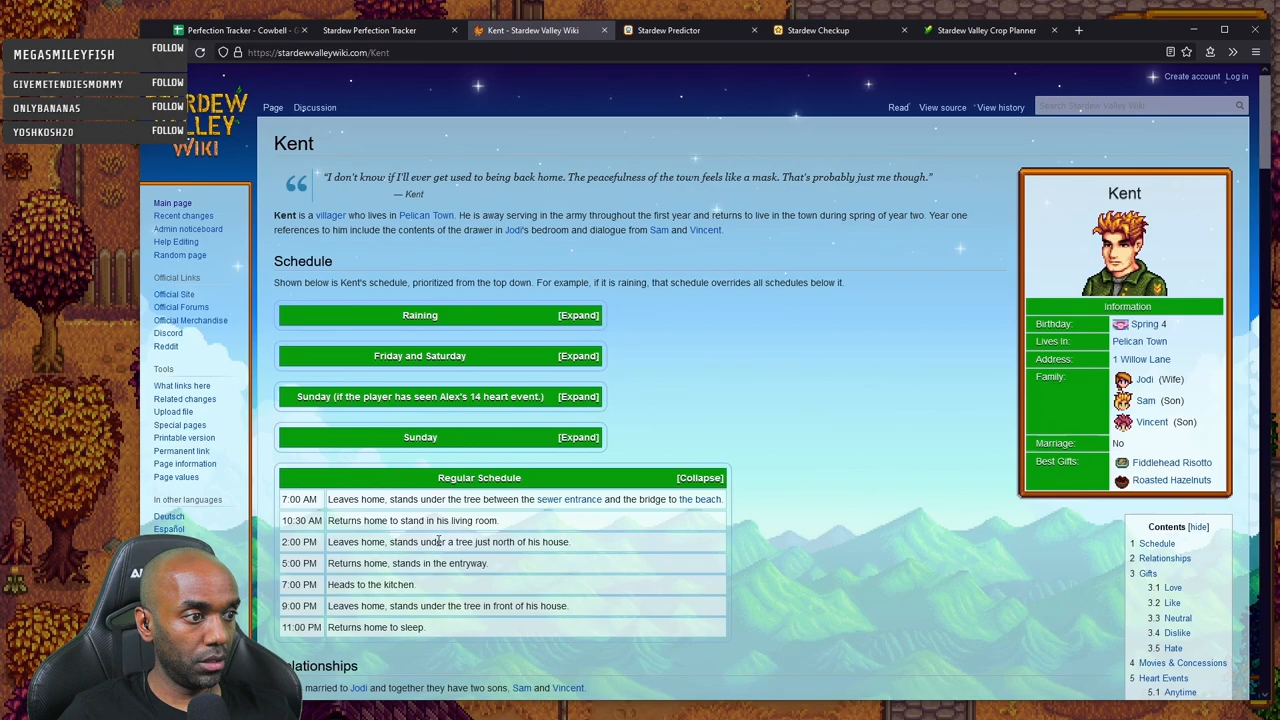 Perfection Tracker - Cowbell - G
Stardew Perfection Tracker
Kent - Stardew Valley Wiki
Stardew Predictor
Stardew Checkup
Stardew Valley Crop Planner
MEGASMILEYFISH FOLLOW
GIVEMETENDIESMOMMY FOLLOW
ONLYBANANAS FOLLOW
YOSHKOSH20 FOLLOW
https://stardewvalleywiki.com/Kent
Create account Log in
Page Discussion Read View source View history Search Stardew Valley Wiki
VALLEY
WIKI
Kent
“I don't know if I'll ever get used to being back home. The peacefulness of the town feels like a mask. That's probably just me though.”
— Kent
Kent is a villager who lives in Pelican Town. He is away serving in the army throughout the first year and returns to live in the town during spring of year two. Year one
references to him include the contents of the drawer in Jodi's bedroom and dialogue from Sam and Vincent.
Schedule
Shown below is Kent's schedule, prioritized from the top down. For example, if it is raining, that schedule overrides all schedules below it.
Raining [Expand]
Friday and Saturday [Expand]
Sunday (if the player has seen Alex's 14 heart event.) [Expand]
Sunday [Expand]
Regular Schedule [Collapse]
7:00 AM Leaves home, stands under the tree between the sewer entrance and the bridge to the beach.
10:30 AM Returns home to stand in his living room.
2:00 PM Leaves home, stands under a tree just north of his house.
5:00 PM Returns home, stands in the entryway.
7:00 PM Heads to the kitchen.
9:00 PM Leaves home, stands under the tree in front of his house.
11:00 PM Returns home to sleep.
married to Jodi and together they have two sons, Sam and Vincent.
Main page
Recent changes
Admin noticeboard
Help Editing
Random page
Official Links
Official Site
Official Forums
Official Merchandise
Discord
Reddit
Tools
What links here
Related changes
Upload file
Special pages
Printable version
Permanent link
Page information
Page values
In other languages
Deutsch
Español
Kent
Information
Birthday: Spring 4
Lives In: Pelican Town
Address: 1 Willow Lane
Family: Jodi (Wife)
Sam (Son)
Vincent (Son)
Marriage: No
Best Gifts: Fiddlehead Risotto
Roasted Hazelnuts
Contents [hide]
1 Schedule
2 Relationships
3 Gifts
3.1 Love
3.2 Like
3.3 Neutral
3.4 Dislike
3.5 Hate
4 Movies & Concessions
5 Heart Events
5.1 Anytime